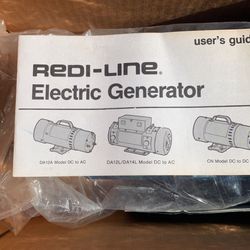 user's guid
REDI-LINE®
Electric Generator
DA12A Model DC to AC
DA12L/DA14L Model DC to AC
CN Model DC to DC